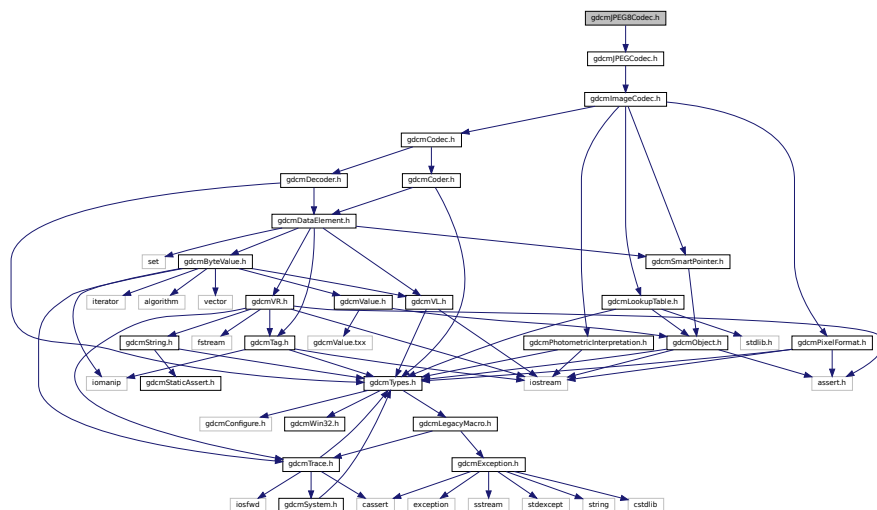 gdcmJPEG8Codec.h
gdcmJPEGCodec.h
gdcmImageCodec.h
gdcmCodec.h
gdcmDecoder.h
gdcmCoder.h
gdcmDataElement.h
set
gdcmByteValue.h
gdcmSmartPointer.h
iterator
algorithm
vector
gdcmVR.h
gdcmValue.h
gdcmVL.h
gdcmLookupTable.h
gdcmString.h
fstream
gdcmTag.h
gdcmValue.txx
gdcmPhotometricInterpretation.h
gdcmObject.h
stdlib.h
gdcmPixelFormat.h
iomanip
gdcmStaticAssert.h
gdcmTypes.h
iostream
assert.h
gdcmConfigure.h
gdcmWin32.h
gdcmLegacyMacro.h
gdcmTrace.h
gdcmException.h
iosfwd
gdcmSystem.h
cassert
exception
sstream
stdexcept
string
cstdlib